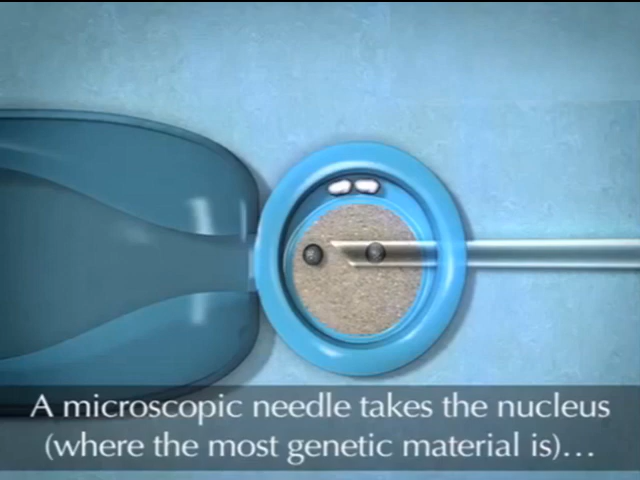 A microscopic needle takes the nucleus
(where the most genetic material is)...